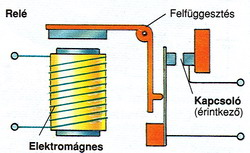 Relé
Felfüggesztés
Kapcsoló
(érintkező)
Elektromágnes